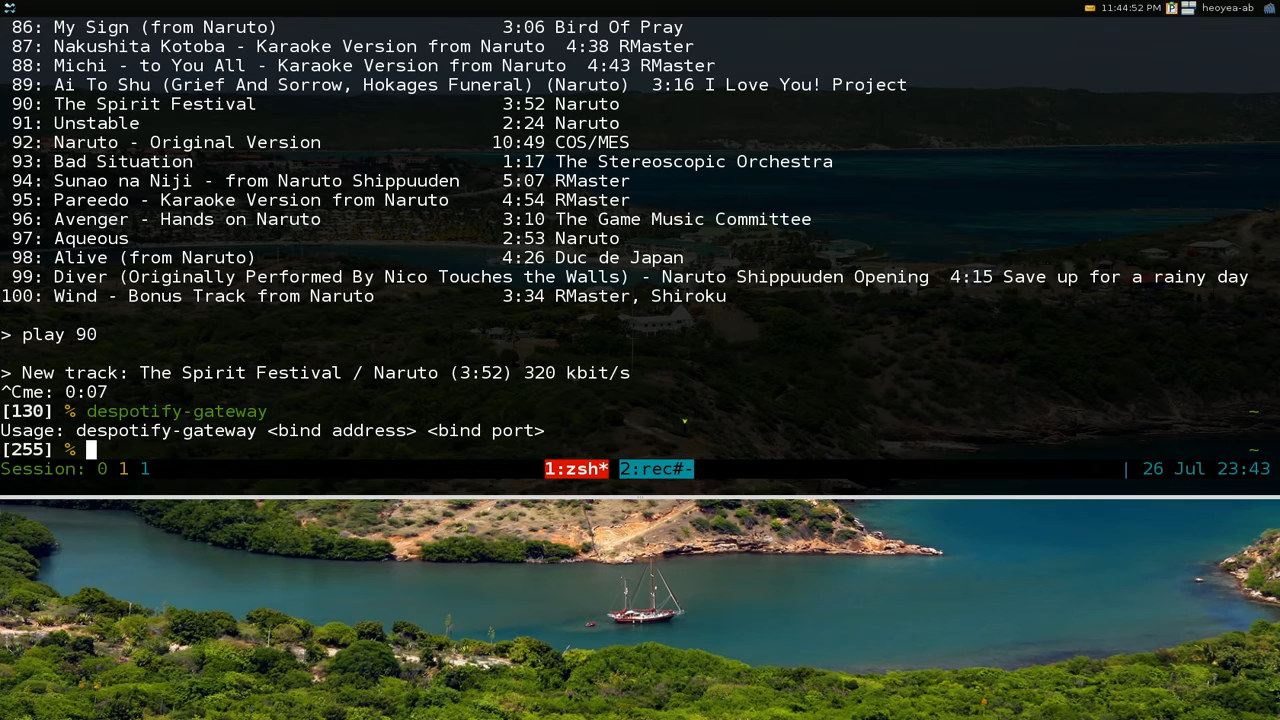 11:44:52 PM heoyea-ab
86: My Sign (from Naruto) 3:06 Bird Of Pray
87: Nakushita Kotoba - Karaoke Version from Naruto 4:38 RMaster
88: Michi - to You All - Karaoke Version from Naruto 4:43 RMaster
89: Ai To Shu (Grief And Sorrow, Hokages Funeral) (Naruto) 3:16 I Love You! Project
90: The Spirit Festival 3:52 Naruto
91: Unstable 2:24 Naruto
92: Naruto - Original Version 10:49 COS/MES
93: Bad Situation 1:17 The Stereoscopic Orchestra
94: Sunao na Niji - from Naruto Shippuuden 5:07 RMaster
95: Pareedo - Karaoke Version from Naruto 4:54 RMaster
96: Avenger - Hands on Naruto 3:10 The Game Music Committee
97: Aqueous 2:53 Naruto
98: Alive (from Naruto) 4:26 Duc de Japan
99: Diver (Originally Performed By Nico Touches the Walls) - Naruto Shippuuden Opening 4:15 Save up for a rainy day
100: Wind - Bonus Track from Naruto 3:34 RMaster, Shiroku
> play 90
> New track: The Spirit Festival / Naruto (3:52) 320 kbit/s
^Cme: 0:07
[130] % despotify-gateway ~
Usage: despotify-gateway <bind address> <bind port>
[255] % ~
Session: 0 1 1 1:zsh* 2:rec#- | 26 Jul 23:43